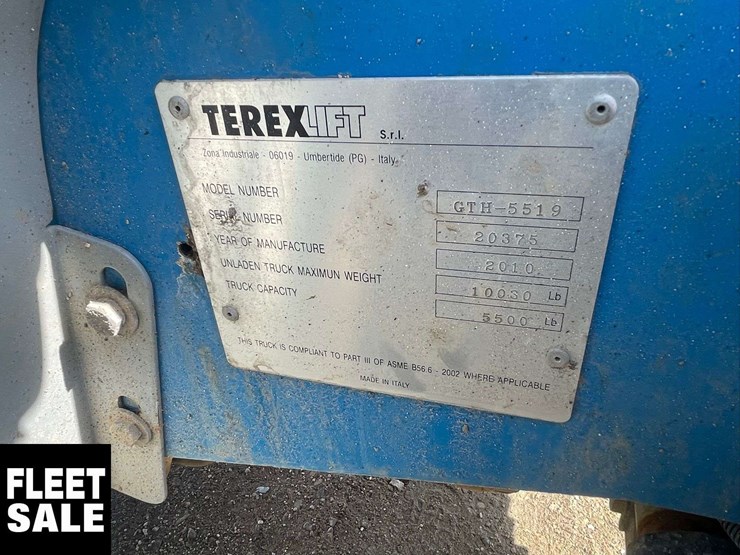 TEREXLIFT S.r.l.
Zona Industriale - 06019 - Umbertide (PG) - Italy
MODEL NUMBER GTH-5519
SERIAL NUMBER 20375
YEAR OF MANUFACTURE 2010
UNLADEN TRUCK MAXIMUN WEIGHT 10030 Lb
TRUCK CAPACITY 5500 Lb
THIS TRUCK IS COMPLIANT TO PART III OF ASME B56.6 - 2002 WHERE APPLICABLE
MADE IN ITALY
FLEET
SALE